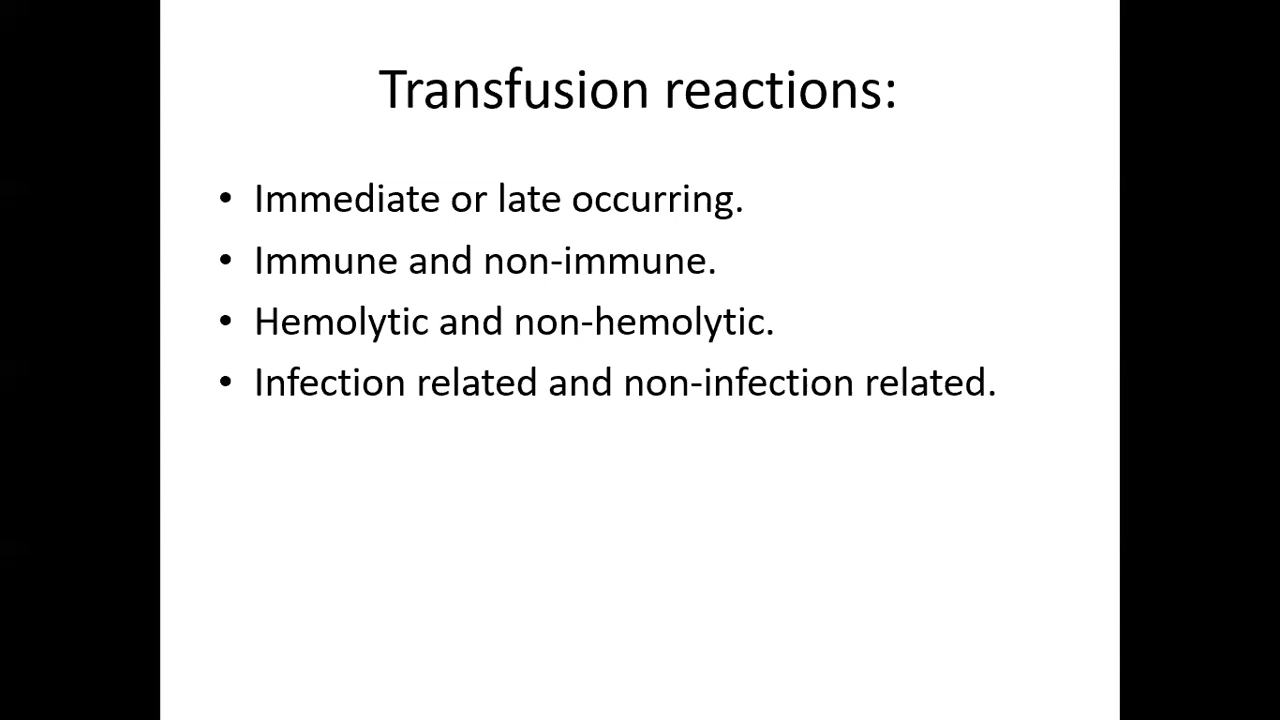 Transfusion reactions:
• Immediate or late occurring.
• Immune and non-immune.
• Hemolytic and non-hemolytic.
• Infection related and non-infection related.